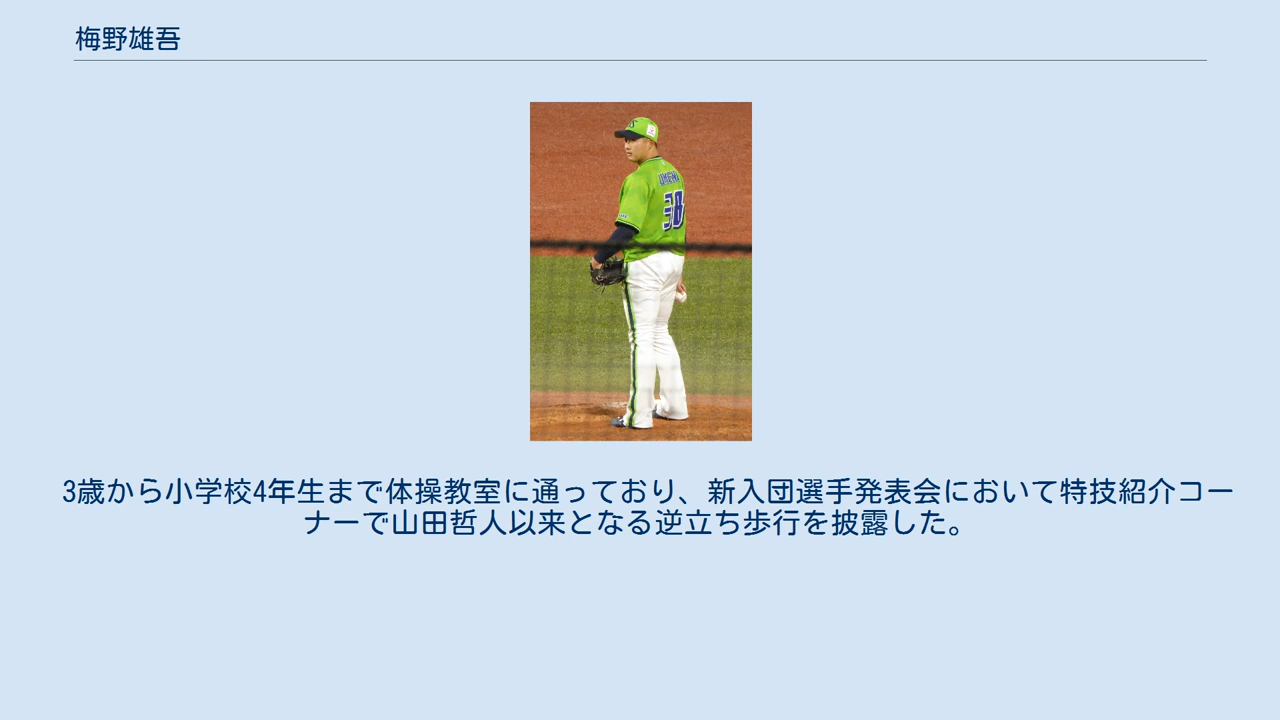 梅野雄吾
UMENO
38
3歳から小学校4年生まで体操教室に通っており、新入団選手発表会において特技紹介コー
ナーで山田哲人以来となる逆立ち歩行を披露した。